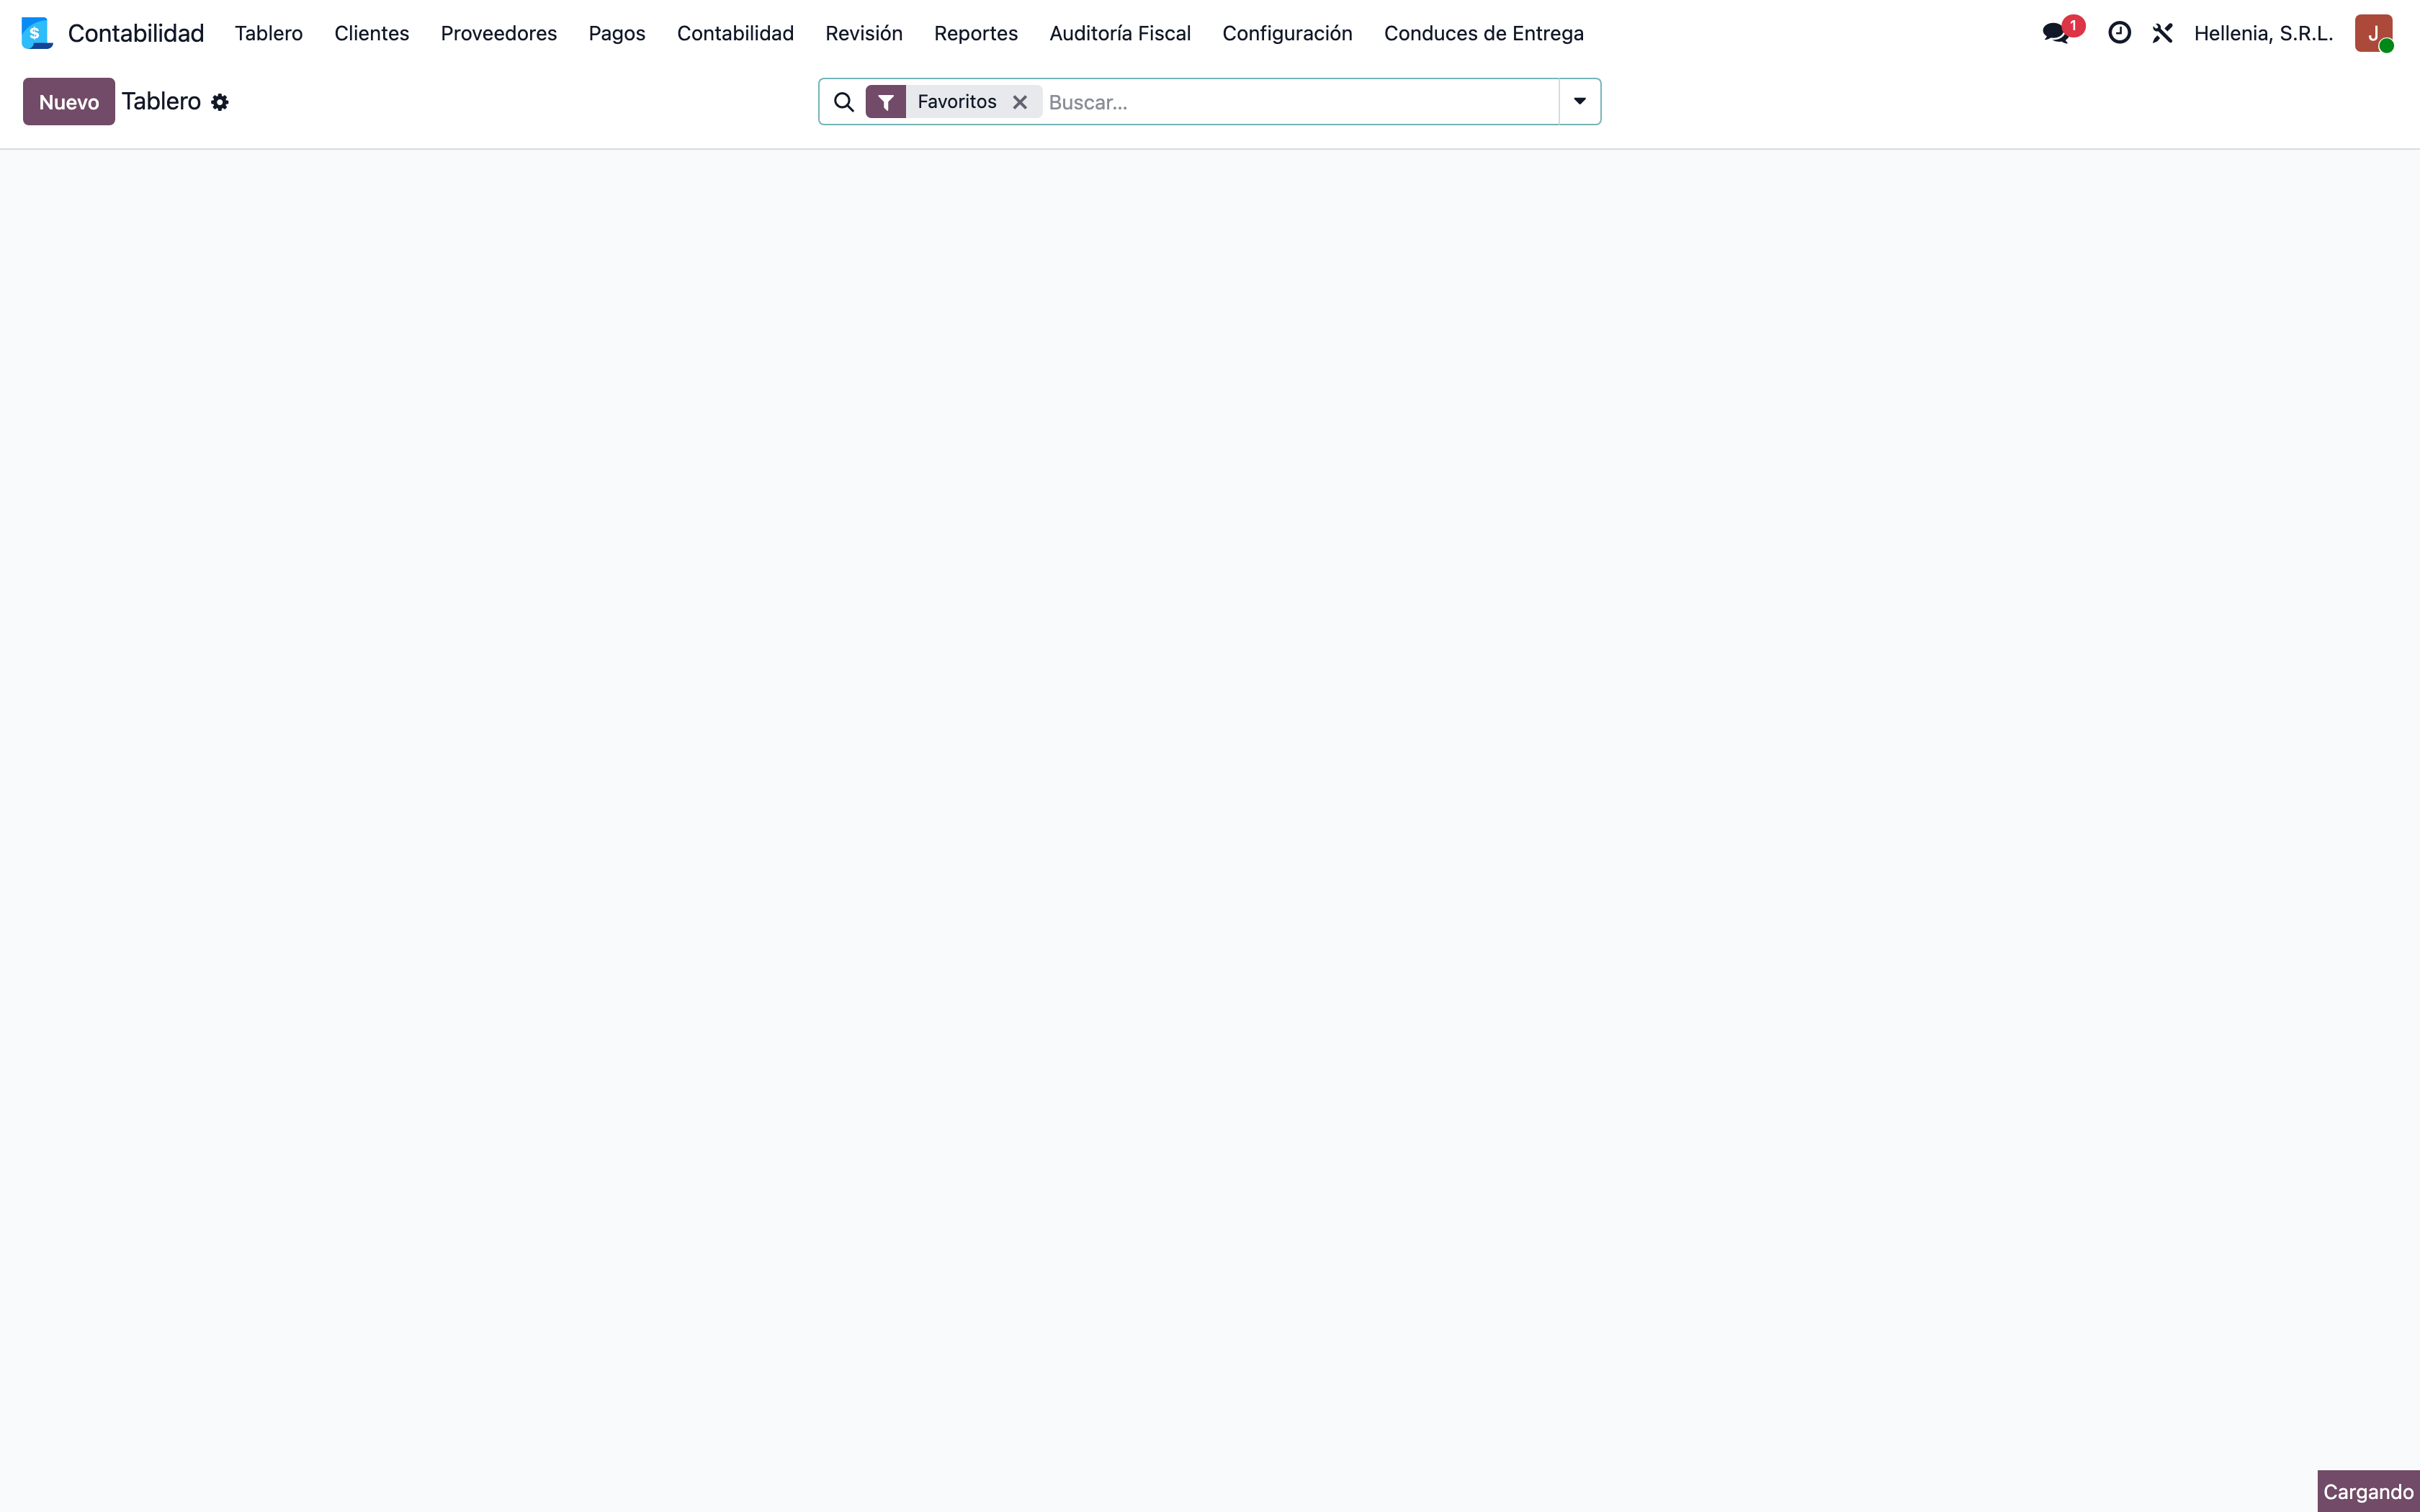 Contabilidad Tablero Clientes Proveedores Pagos Contabilidad Revisión Reportes Auditoría Fiscal Configuración Conduces de Entrega 1 Hellenia, S.R.L. J
Nuevo Tablero Favoritos Buscar...
Cargando